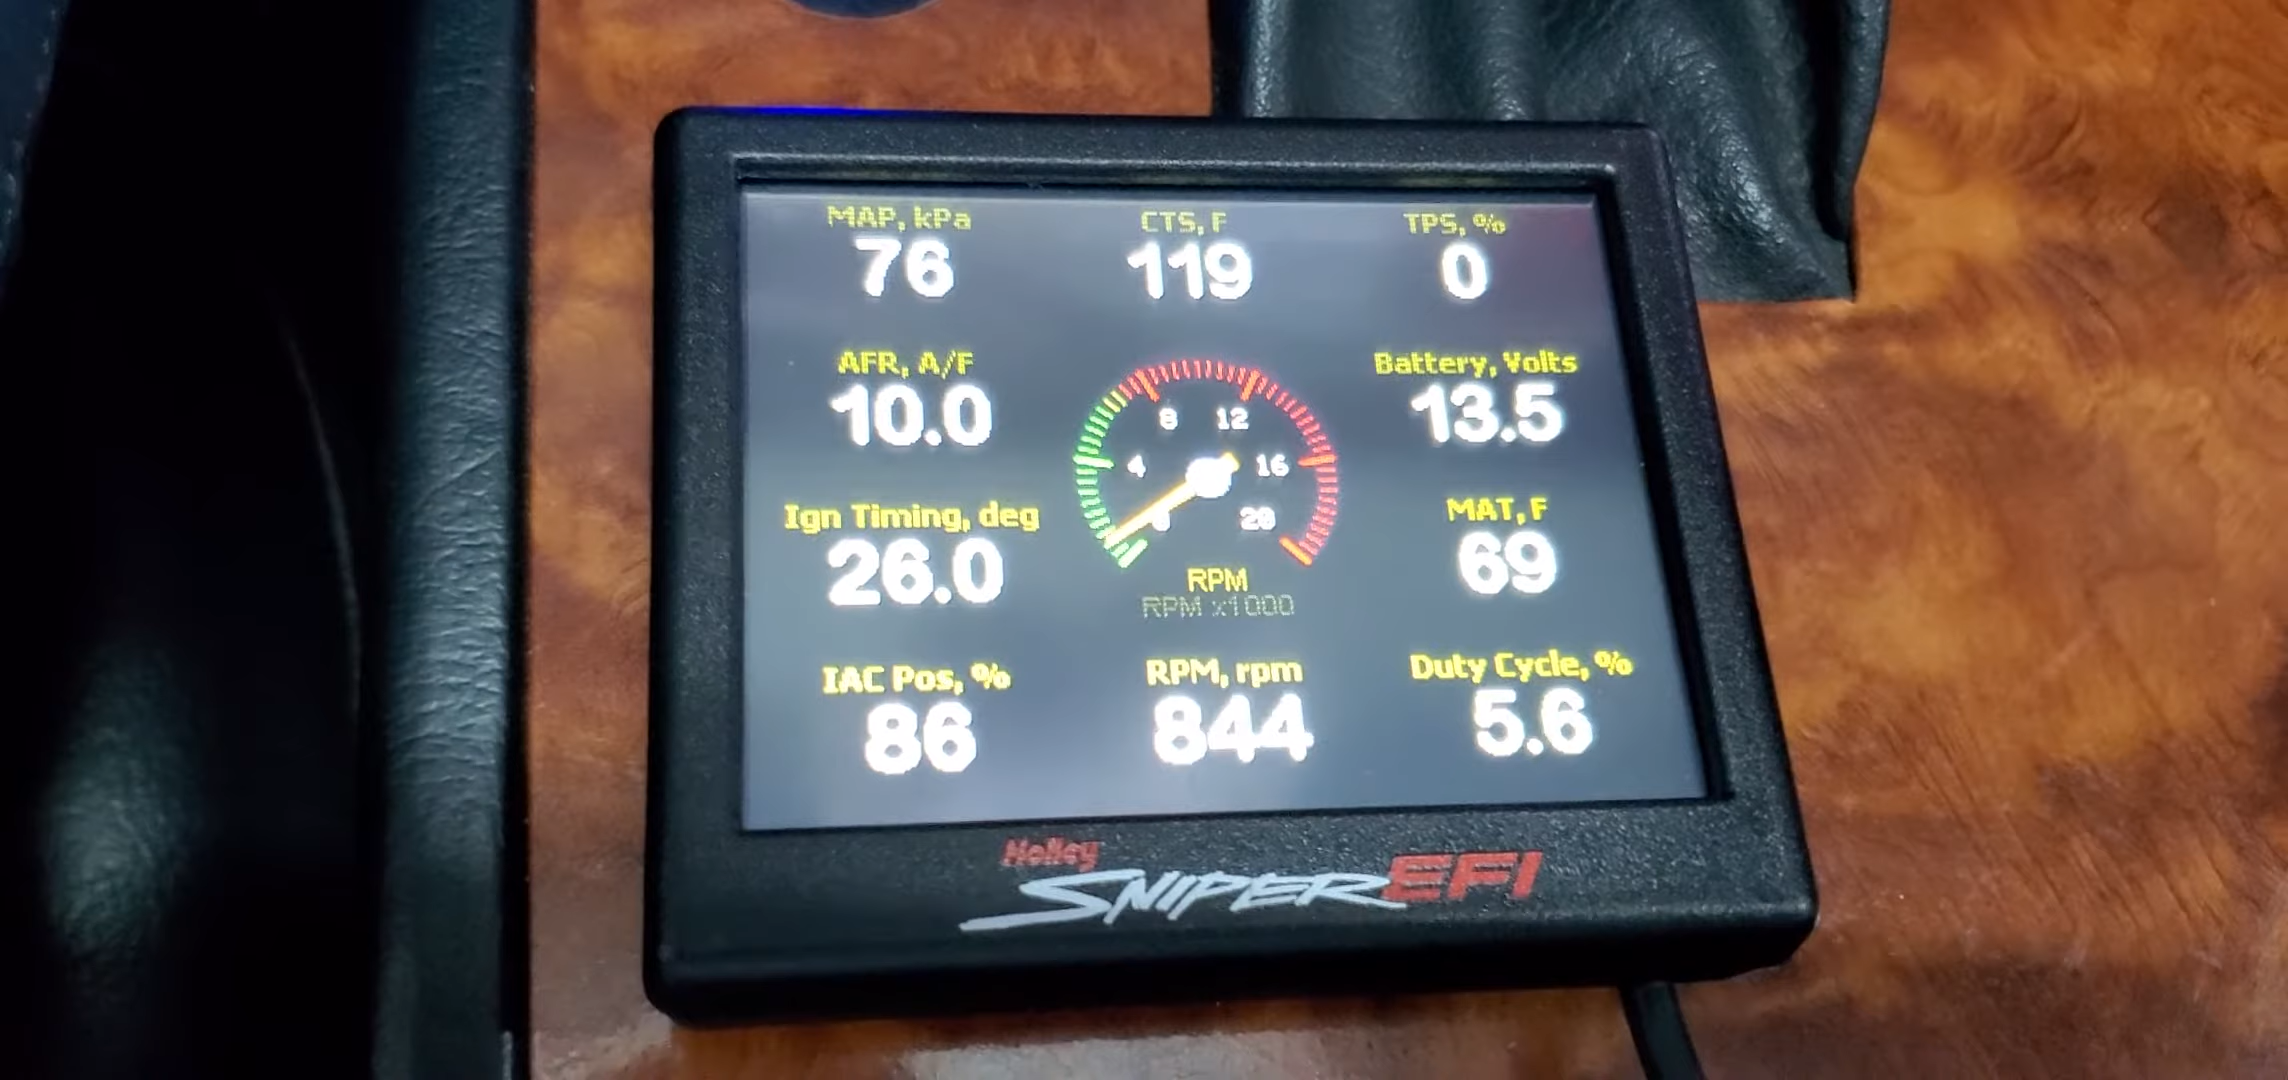 MAP, kPa
76
CTS, F
119
TPS, %
0
AFR, A/F
10.0
Battery, Volts
13.5
8 12
4 16
20
Ign Timing, deg
26.0
MAT, F
69
RPM
RPM x1000
IAC Pos, %
86
RPM, rpm
844
Duty Cycle, %
5.6
Holley
SNIPER EFI